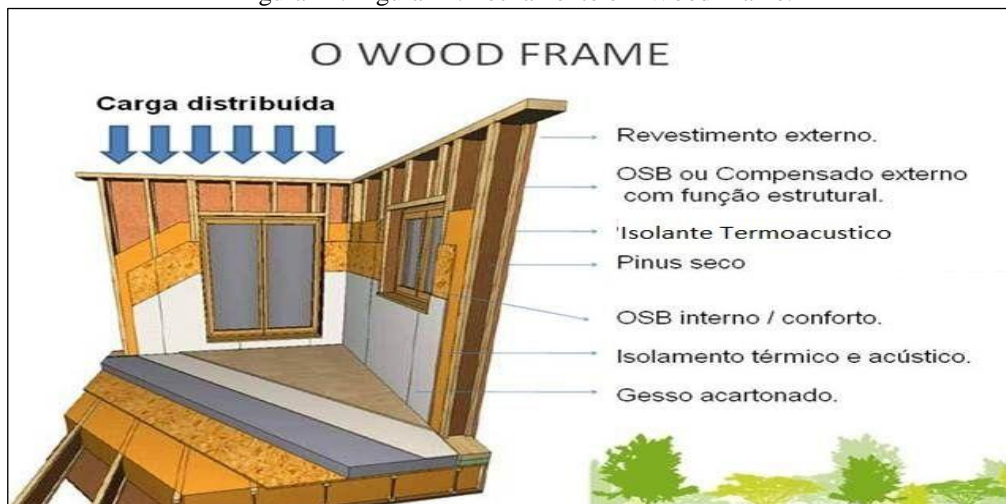 O WOOD FRAME
Carga distribuída
Revestimento externo.
OSB ou Compensado externo
com função estrutural.
'Isolante Termoacustico
Pinus seco
OSB interno / conforto.
Isolamento térmico e acústico.
Gesso acartonado.